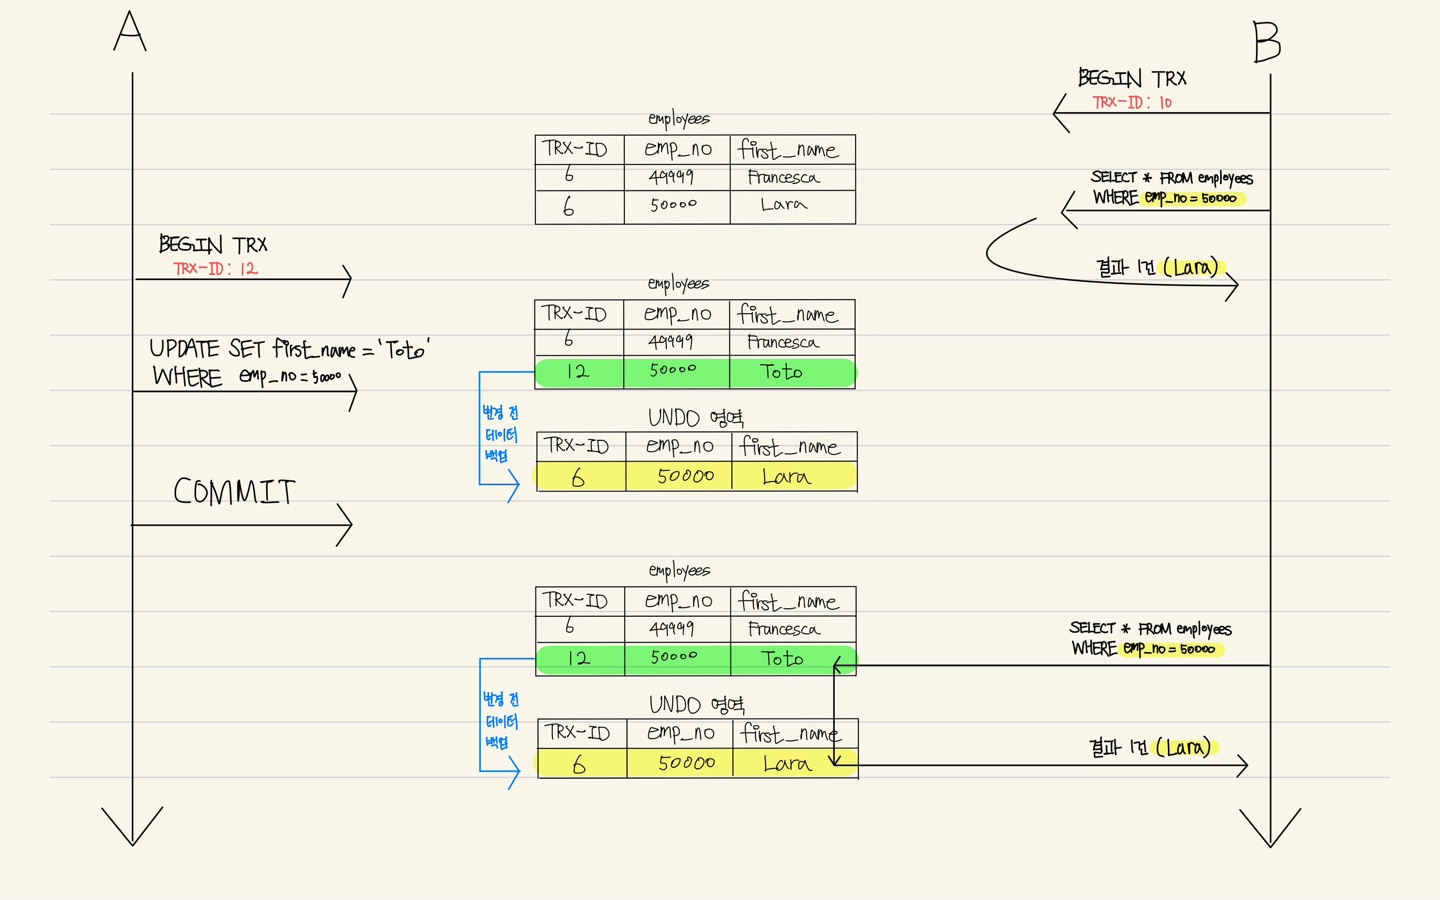 A
B
BEGIN TRX
TRX-ID: 10
employees
TRX-ID emp_no first_name
6 49999 Francesca
6 50000 Lara
SELECT * FROM employees
WHERE emp_no = 50000
결과 1건 (Lara)
BEGIN TRX
TRX-ID: 12
employees
TRX-ID emp_no first_name
6 49999 Francesca
12 50000 Toto
UPDATE SET first_name = 'Toto'
WHERE emp_no = 50000
변경 전
데이터
백업
UNDO 영역
TRX-ID emp_no first_name
6 50000 Lara
COMMIT
employees
TRX-ID emp_no first_name
6 49999 Francesca
12 50000 Toto
SELECT * FROM employees
WHERE emp_no = 50000
변경 전
데이터
백업
UNDO 영역
TRX-ID emp_no first_name
6 50000 Lara
결과 1건 (Lara)